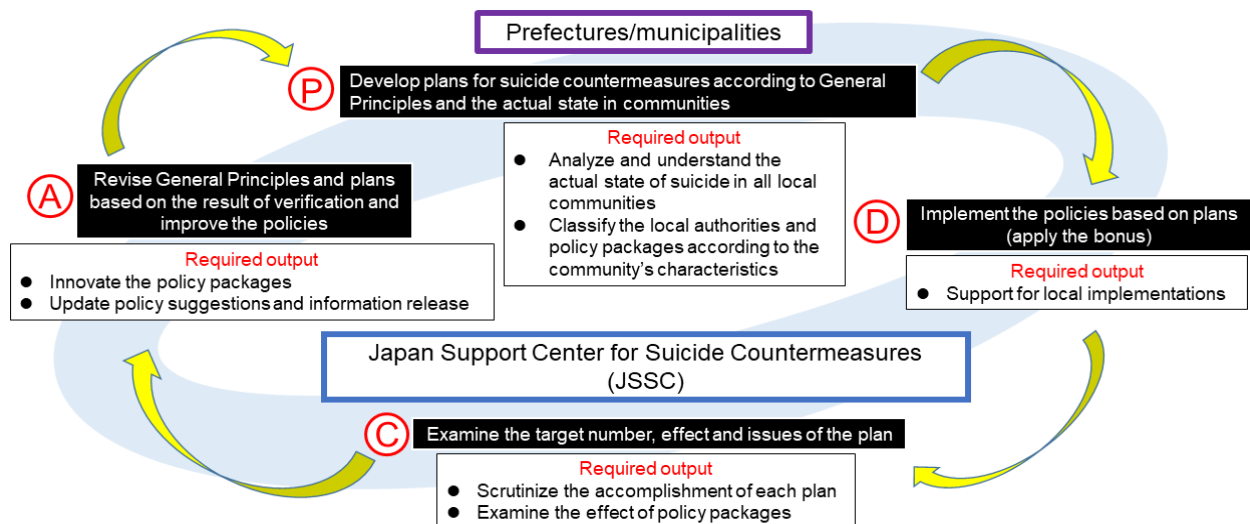 Prefectures/municipalities
P
Develop plans for suicide countermeasures according to General
Principles and the actual state in communities
Required output
● Analyze and understand the
actual state of suicide in all local
communities
● Classify the local authorities and
policy packages according to the
community's characteristics
D
Implement the policies based on plans
(apply the bonus)
Required output
● Support for local implementations
A
Revise General Principles and plans
based on the result of verification and
improve the policies
Required output
● Innovate the policy packages
● Update policy suggestions and information release
Japan Support Center for Suicide Countermeasures
(JSSC)
C
Examine the target number, effect and issues of the plan
Required output
● Scrutinize the accomplishment of each plan
● Examine the effect of policy packages